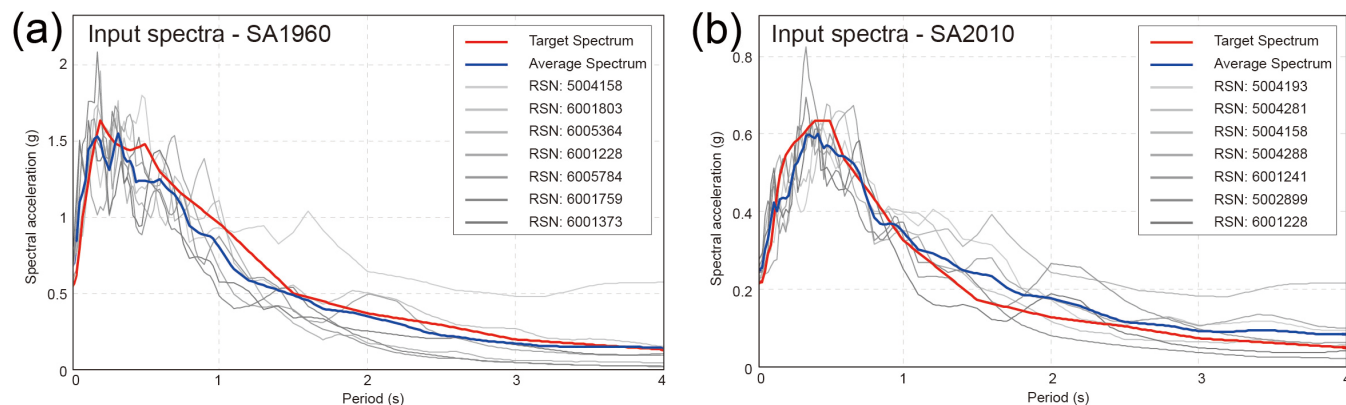 (a)
Input spectra - SA1960
Target Spectrum
Average Spectrum
RSN: 5004158
RSN: 6001803
RSN: 6005364
RSN: 6001228
RSN: 6005784
RSN: 6001759
RSN: 6001373
Spectral acceleration (g)
2
1.5
1
0.5
0
0
1
2
3
4
Period (s)
(b)
Input spectra - SA2010
Target Spectrum
Average Spectrum
RSN: 5004193
RSN: 5004281
RSN: 5004158
RSN: 5004288
RSN: 6001241
RSN: 5002899
RSN: 6001228
Spectral acceleration (g)
0.8
0.6
0.4
0.2
0
0
1
2
3
4
Period (s)